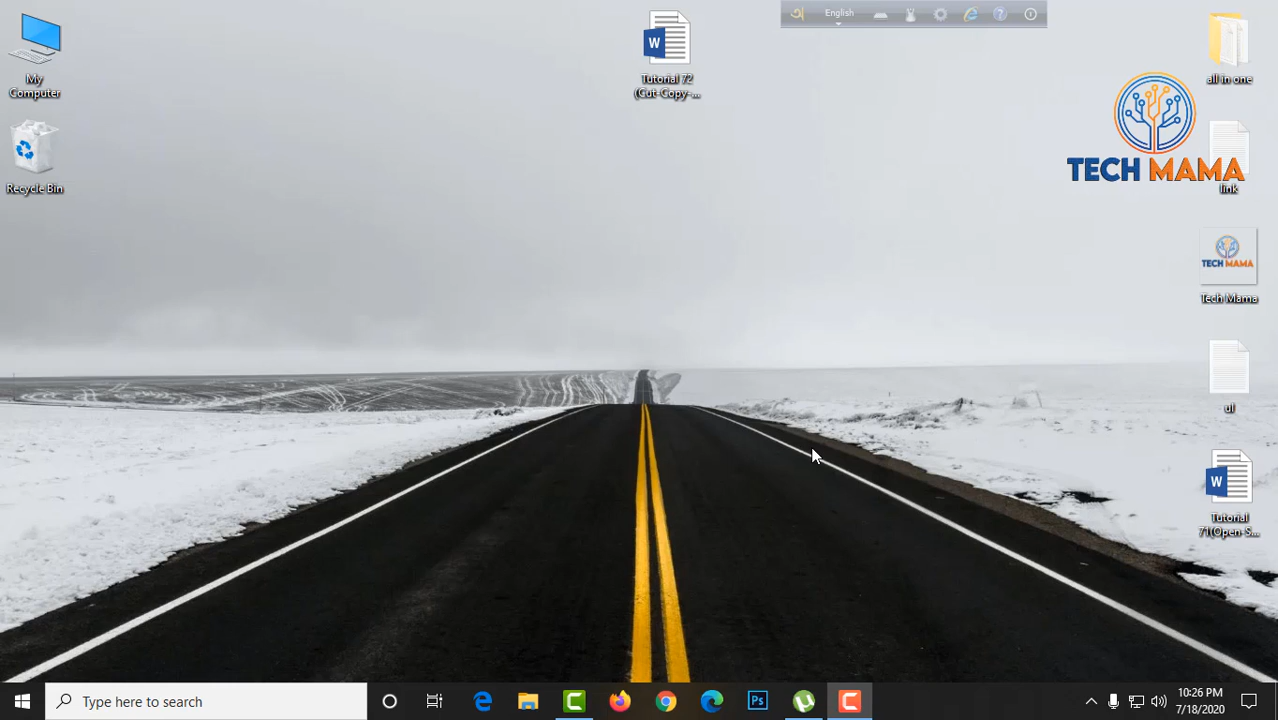 অ English
My
Computer
Recycle Bin
Tutorial 72
(Cut-Copy-...
all in one
TECH MAMA
link
TECH MAMA
Tech Mama
ul
Tutorial
71(Open-S...
Type here to search
Ps
10:26 PM
7/18/2020